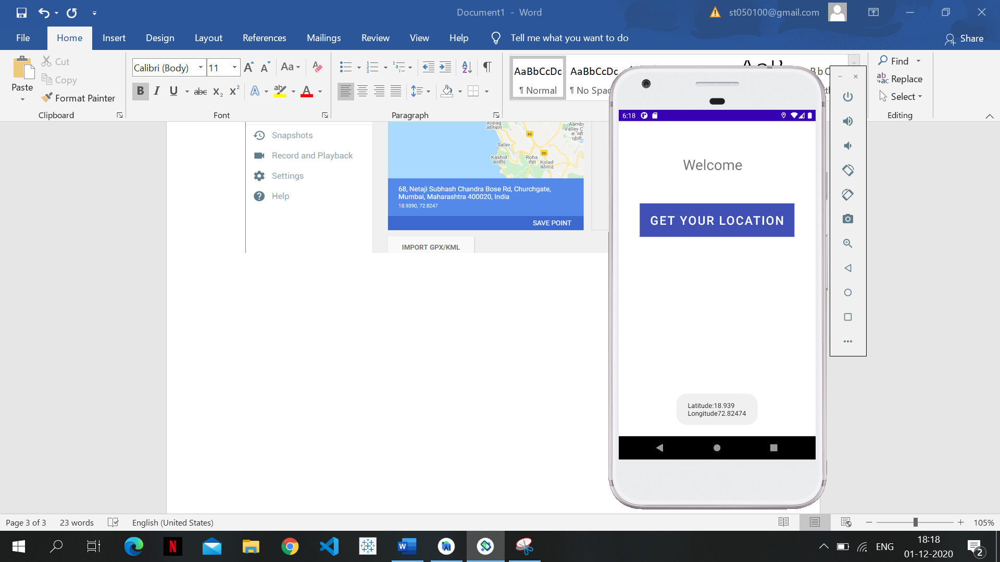 Document1 - Word
st050100@gmail.com
File Home Insert Design Layout References Mailings Review View Help Tell me what you want to do Share
Paste
Cut
Copy
Format Painter
Clipboard
Calibri (Body) 11
Font
Paragraph
AaBbCcDc
¶ Normal
AaBbCcDc
¶ No Spac
Find
Replace
Select
Editing
Snapshots
Record and Playback
Settings
Help
Alibag
अलिबाग
Salav
Kashid
काशीद
Roha
रोहा
Kolad
कोलाड
Aamby
Valley C
66
66
68, Netaji Subhash Chandra Bose Rd, Churchgate,
Mumbai, Maharashtra 400020, India
18.9390, 72.8247
SAVE POINT
IMPORT GPX/KML
6:18
Welcome
GET YOUR LOCATION
Latitude:18.939
Longitude72.82474
Page 3 of 3 23 words English (United States) 105%
ENG
18:18
01-12-2020
2